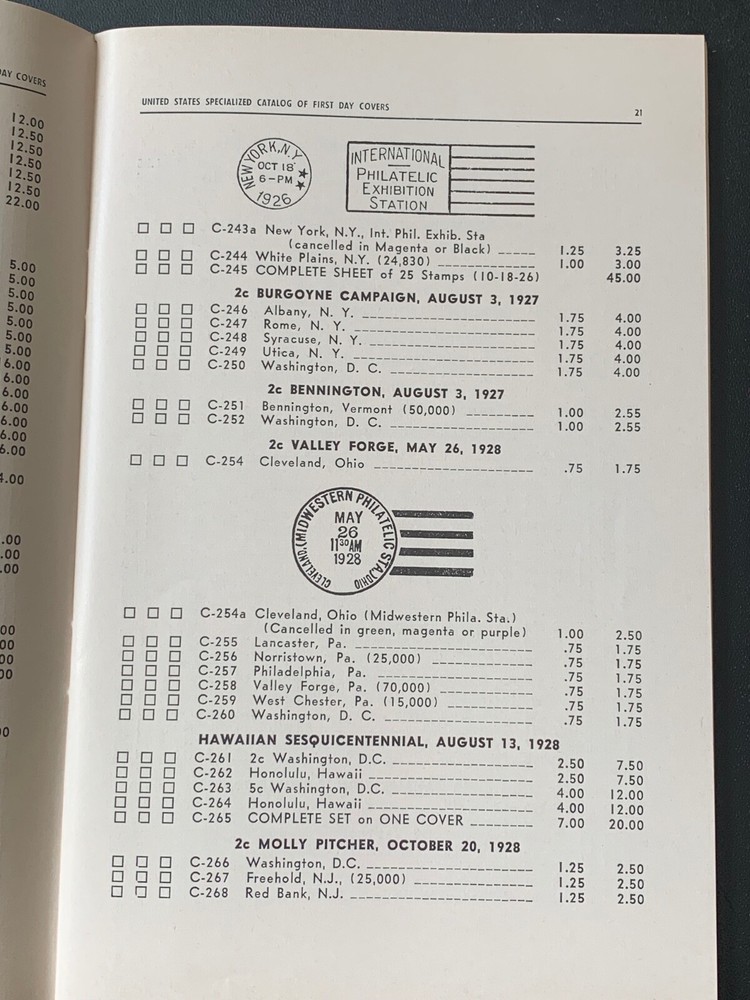 AY COVERS
12.00
12.50
12.50
12.50
12.50
12.50
22.00
5.00
5.00
5.00
5.00
5.00
5.00
5.00
6.00
6.00
6.00
6.00
6.00
6.00
6.00
4.00
.00
.00
.00
00
00
00
00
0
UNITED STATES SPECIALIZED CATALOG OF FIRST DAY COVERS 21
NEW YORK, N.Y.
OCT 18
6-PM
1926
INTERNATIONAL
PHILATELIC
EXHIBITION
STATION
C-243a New York, N.Y., Int. Phil. Exhib. Sta
(cancelled in Magenta or Black) 1.25 3.25
C-244 White Plains, N.Y. (24,830) 1.00 3.00
C-245 COMPLETE SHEET of 25 Stamps (10-18-26) 45.00
2c BURGOYNE CAMPAIGN, AUGUST 3, 1927
C-246 Albany, N. Y. 1.75 4.00
C-247 Rome, N. Y. 1.75 4.00
C-248 Syracuse, N. Y. 1.75 4.00
C-249 Utica, N. Y. 1.75 4.00
C-250 Washington, D. C. 1.75 4.00
2c BENNINGTON, AUGUST 3, 1927
C-251 Bennington, Vermont (50,000) 1.00 2.55
C-252 Washington, D. C. 1.00 2.55
2c VALLEY FORGE, MAY 26, 1928
C-254 Cleveland, Ohio .75 1.75
CLEVELAND, (MIDWESTERN PHILATELIC STA.) OHIO
MAY
26
11 30 AM
1928
C-254a Cleveland, Ohio (Midwestern Phila. Sta.)
(Cancelled in green, magenta or purple) 1.00 2.50
C-255 Lancaster, Pa. .75 1.75
C-256 Norristown, Pa. (25,000) .75 1.75
C-257 Philadelphia, Pa. .75 1.75
C-258 Valley Forge, Pa. (70,000) .75 1.75
C-259 West Chester, Pa. (15,000) .75 1.75
C-260 Washington, D. C. .75 1.75
HAWAIIAN SESQUICENTENNIAL, AUGUST 13, 1928
C-261 2c Washington, D.C. 2.50 7.50
C-262 Honolulu, Hawaii 2.50 7.50
C-263 5c Washington, D.C. 4.00 12.00
C-264 Honolulu, Hawaii 4.00 12.00
C-265 COMPLETE SET on ONE COVER 7.00 20.00
2c MOLLY PITCHER, OCTOBER 20, 1928
C-266 Washington, D.C. 1.25 2.50
C-267 Freehold, N.J., (25,000) 1.25 2.50
C-268 Red Bank, N.J. 1.25 2.50